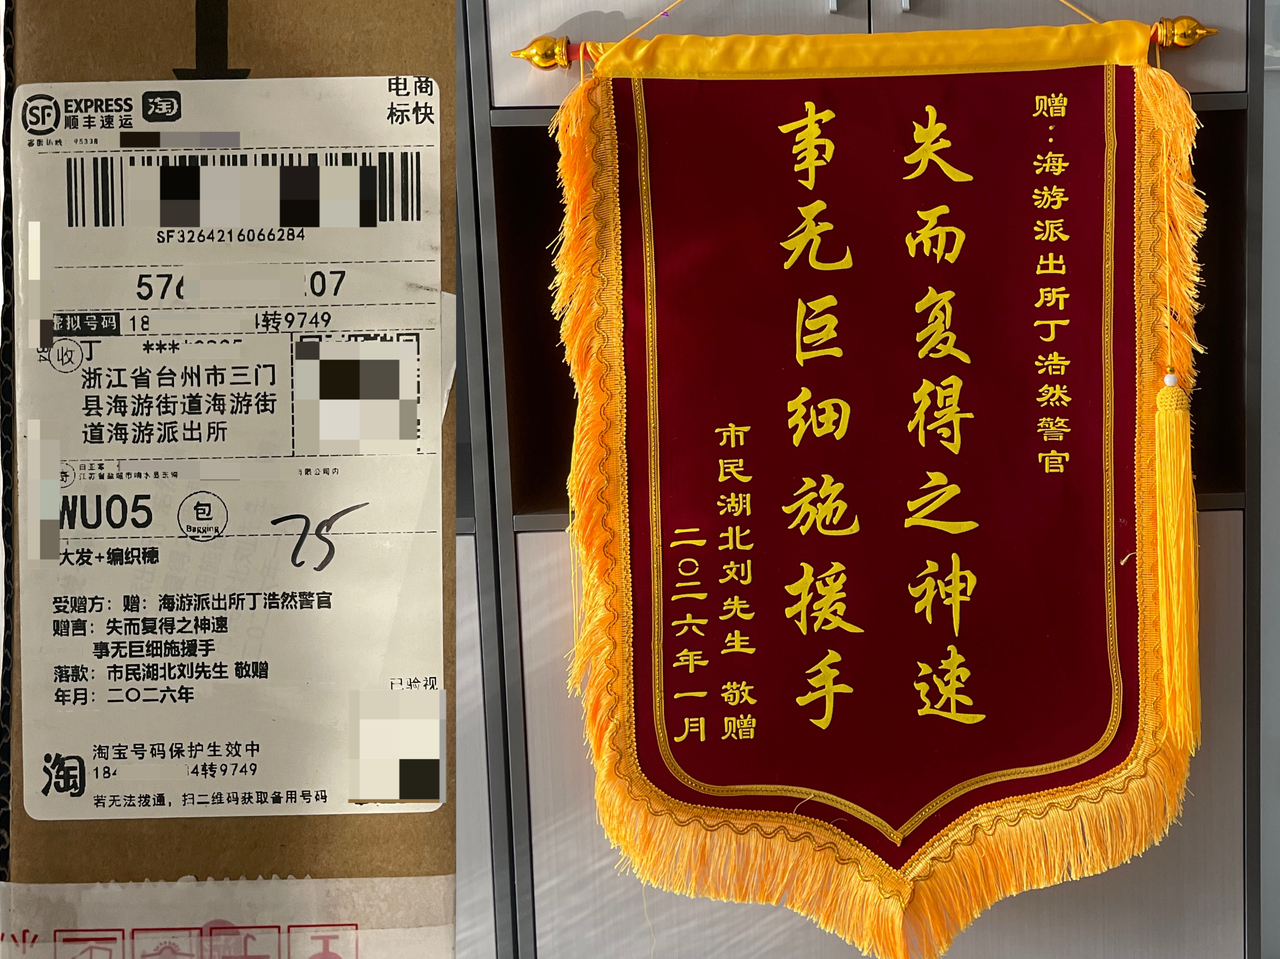 SF EXPRESS
顺丰速运
淘
电商
标快
SF3264216066284
虚拟号码
转9749
收
丁
浙江省台州市三门
县海游街道海游街
道海游派出所
WU05
包
Bagging
75
大发+编织穗
受赠方：赠：海游派出所丁浩然警官
赠言：失而复得之神速
事无巨细施援手
落款：市民湖北刘先生 敬赠
年月：二〇二六年
已验视
淘
淘宝号码保护生效中
转9749
若无法拨通，扫二维码获取备用号码
赠：海游派出所丁浩然警官
失而复得之神速
事无巨细施援手
市民湖北刘先生 敬赠
二〇二六年一月